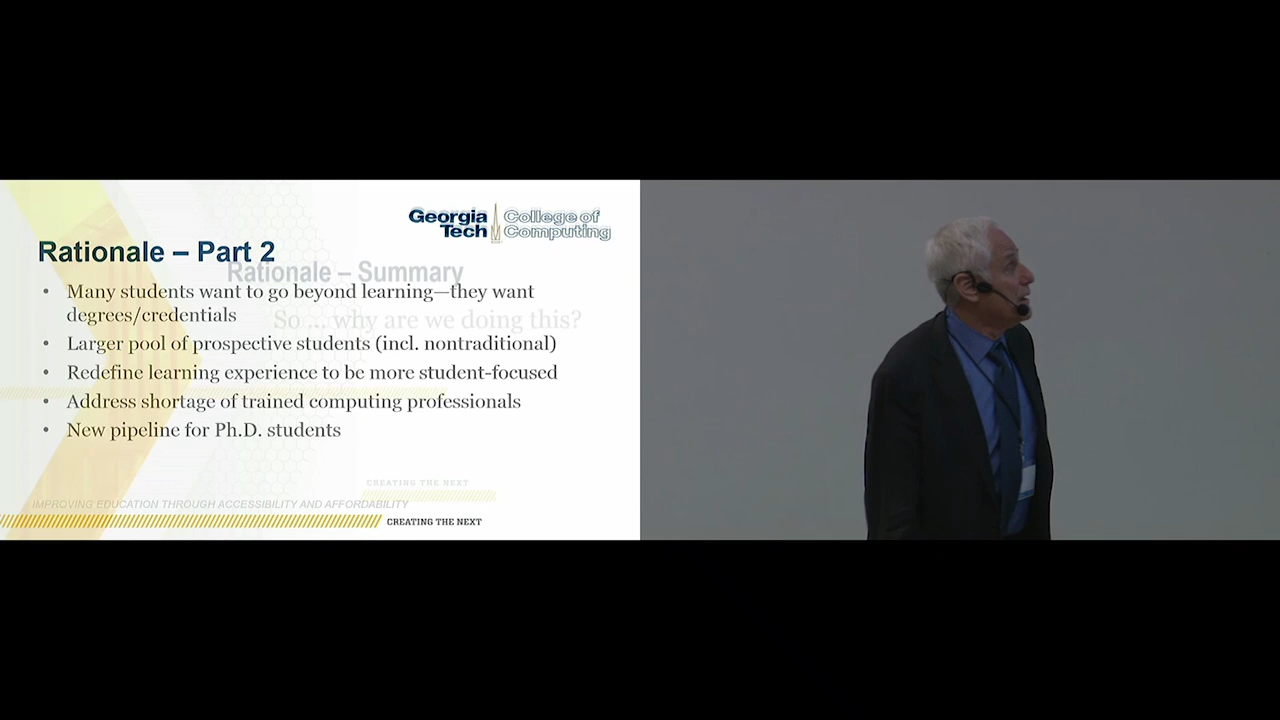 Georgia Tech
College of Computing
Rationale – Part 2
Rationale – Summary
• Many students want to go beyond learning—they want
degrees/credentials
So ... why are we doing this?
• Larger pool of prospective students (incl. nontraditional)
• Redefine learning experience to be more student-focused
• Address shortage of trained computing professionals
• New pipeline for Ph.D. students
CREATING THE NEXT
IMPROVING EDUCATION THROUGH ACCESSIBILITY AND AFFORDABILITY
CREATING THE NEXT